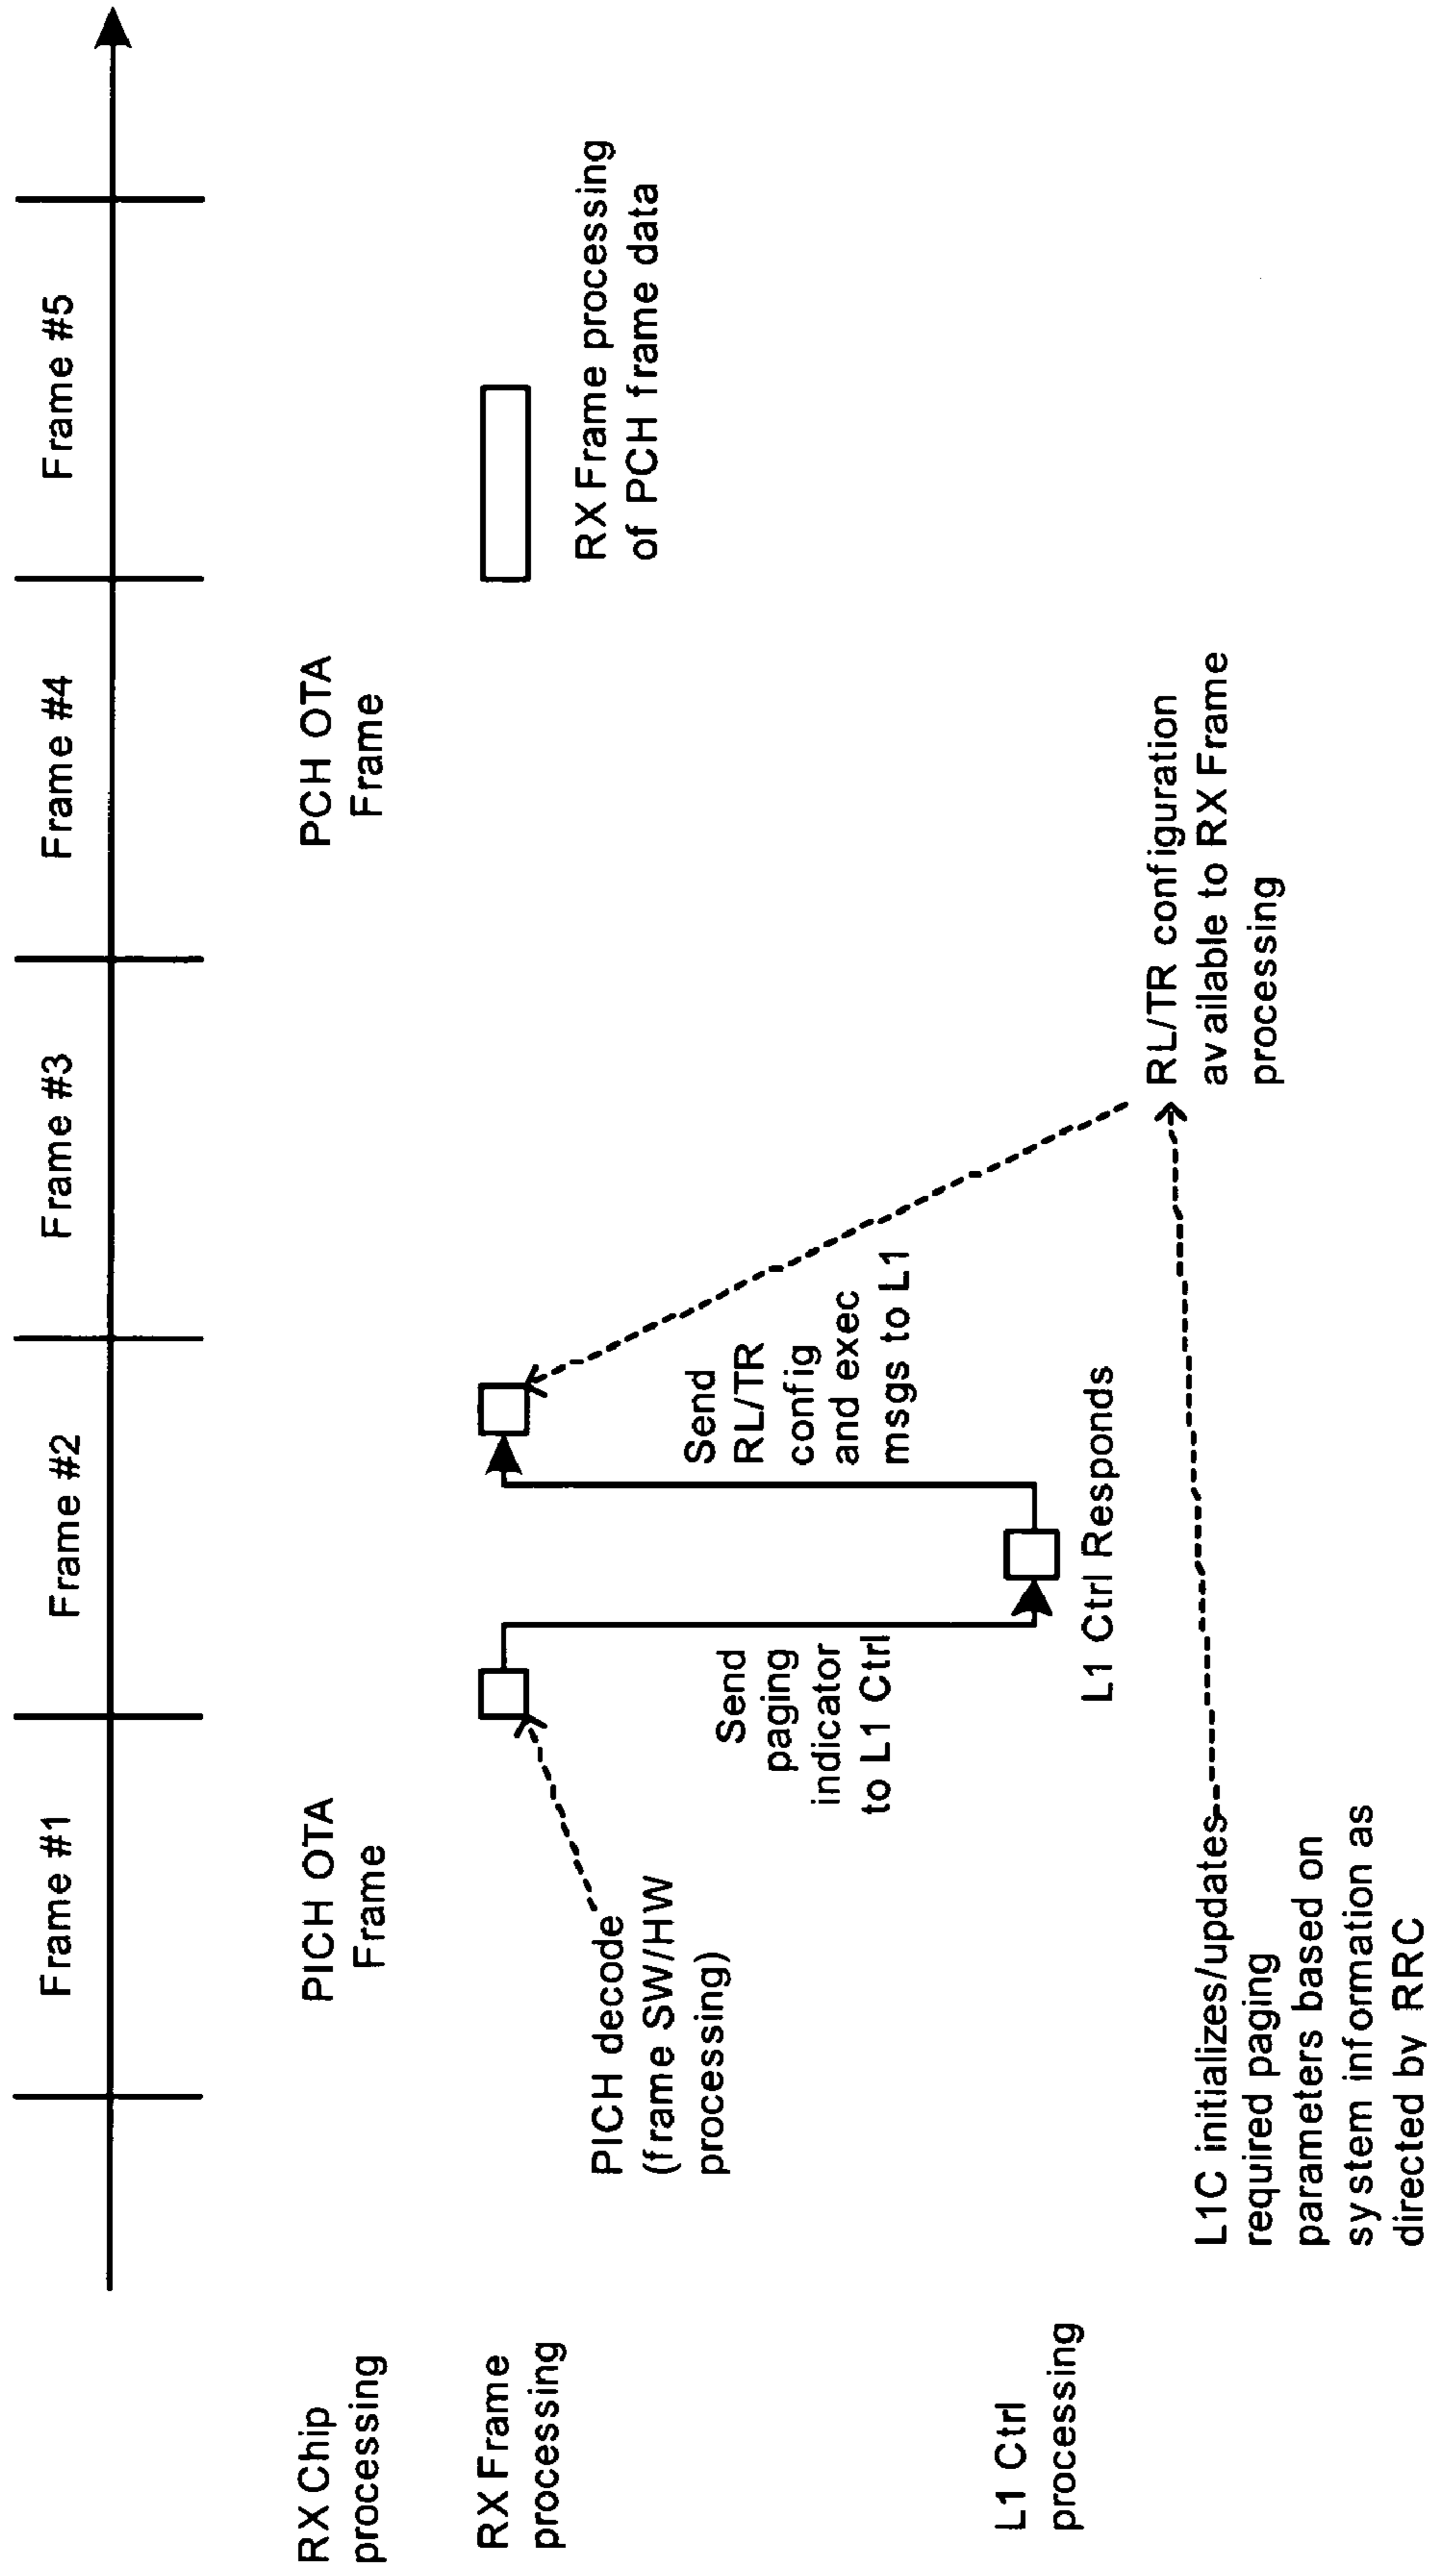 Frame #1
Frame #2
Frame #3
Frame #4
Frame #5
RX Chip
processing
PICH OTA
Frame
PCH OTA
Frame
RX Frame
processing
PICH decode
(frame SW/HW
processing)
Send
paging
indicator
to L1 Ctrl
Send
RL/TR
config
and exec
msgs to L1
RX Frame processing
of PCH frame data
L1 Ctrl
processing
L1 Ctrl Responds
L1C initializes/updates
required paging
parameters based on
system information as
directed by RRC
RL/TR configuration
available to RX Frame
processing